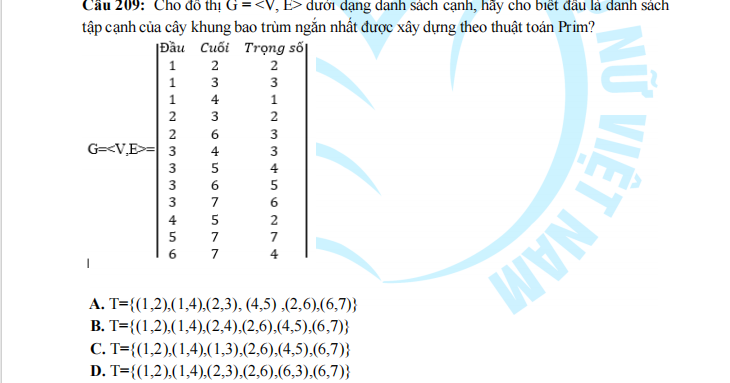 Câu 209: Cho đồ thị G = <V, E> dưới dạng danh sách cạnh, hãy cho biết đâu là danh sách
tập cạnh của cây khung bao trùm ngắn nhất được xây dựng theo thuật toán Prim?
Đầu Cuối Trọng số
1 2 2
1 3 3
1 4 1
2 3 2
2 6 3
G=<V,E>= 3 4 3
3 5 4
3 6 5
3 7 6
4 5 2
5 7 7
6 7 4
A. T={(1,2),(1,4),(2,3), (4,5) ,(2,6),(6,7)}
B. T={(1,2),(1,4),(2,4),(2,6),(4,5),(6,7)}
C. T={(1,2),(1,4),(1,3),(2,6),(4,5),(6,7)}
D. T={(1,2),(1,4),(2,3),(2,6),(6,3),(6,7)}
NỮ VIỆT NAM